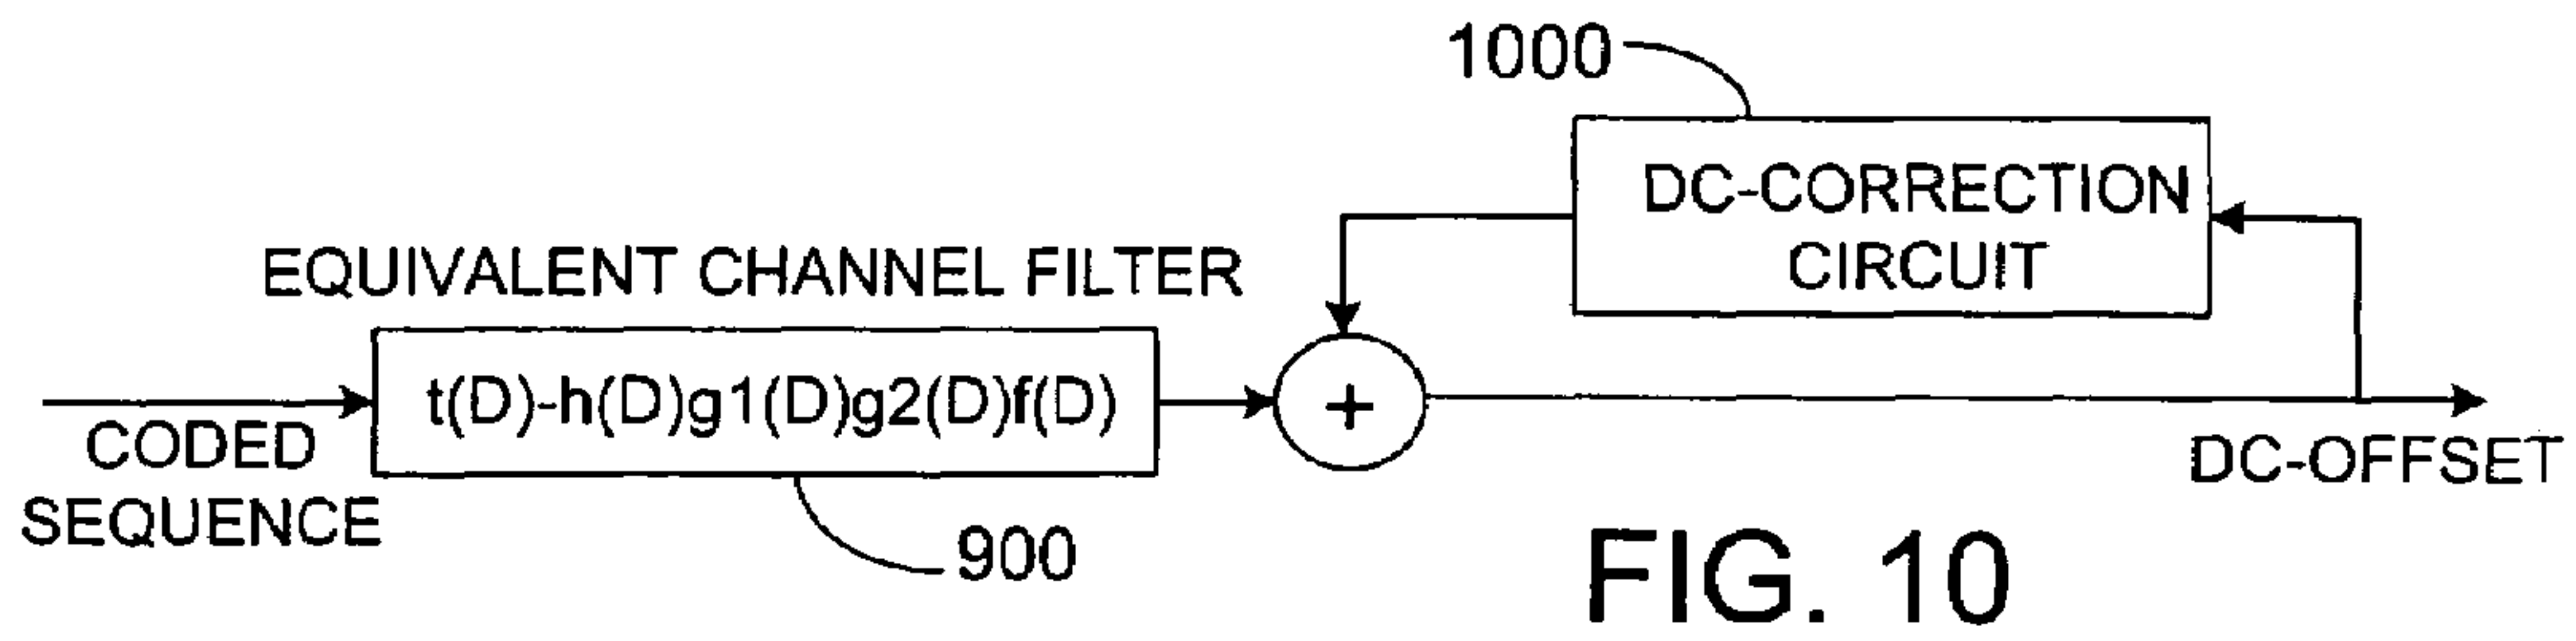 1000
DC-CORRECTION
CIRCUIT
EQUIVALENT CHANNEL FILTER
t(D)-h(D)g1(D)g2(D)f(D)
+
CODED
SEQUENCE
DC-OFFSET
900
FIG. 10